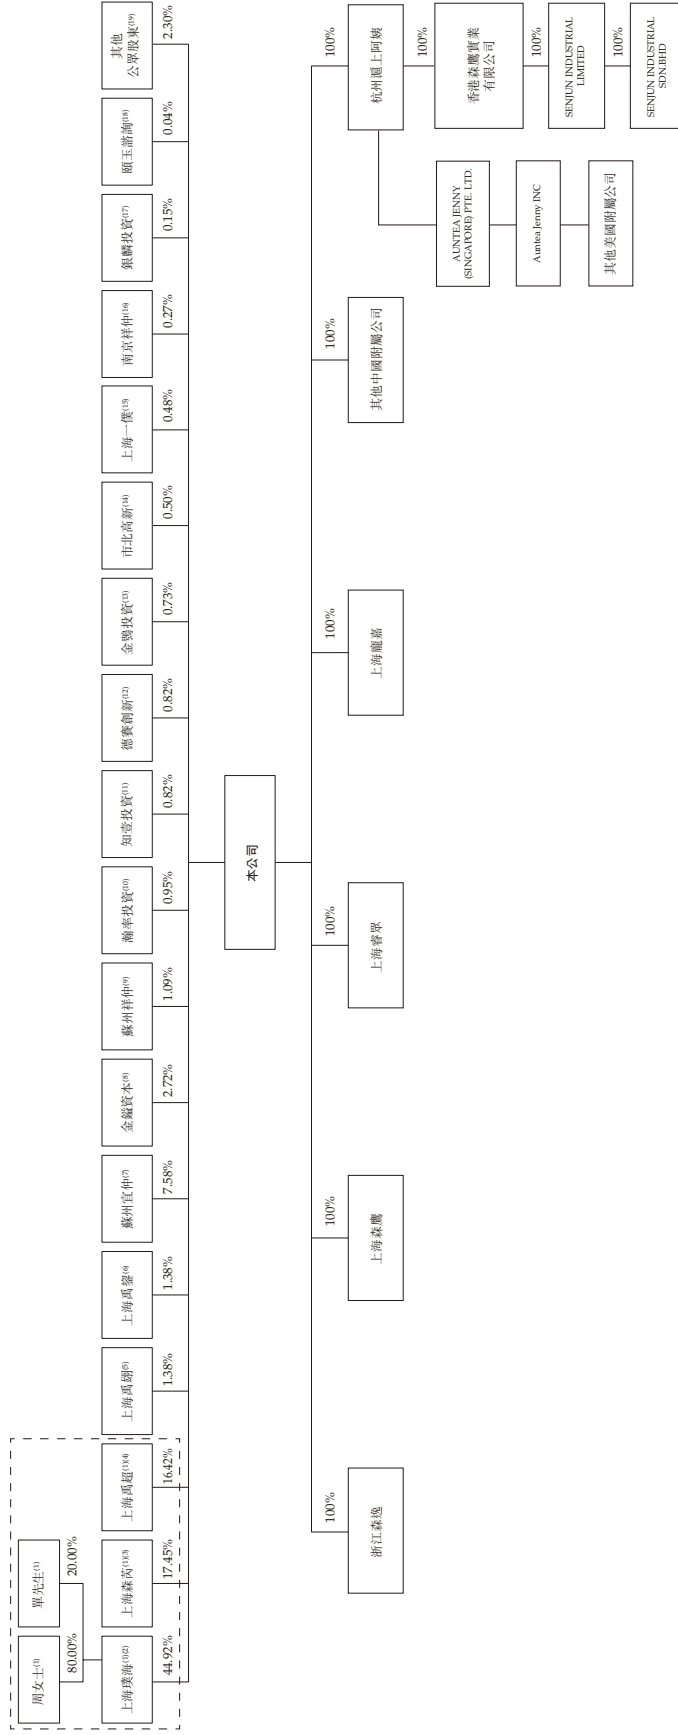 周女士(1)
單先生(1)
80.00%
20.00%
上海璞海(1)(2)
上海森芮(1)(3)
上海禹超(1)(4)
上海禹翃(5)
上海禹鋆(6)
蘇州宜仲(7)
金鎰資本(8)
蘇州祥仲(9)
瀚率投資(10)
知壹投資(11)
德賽創新(12)
金鶚投資(13)
市北高新(14)
上海一僕(15)
南京祥仲(16)
銀麟投資(17)
頤玉諮詢(18)
其他
公眾股東(19)
44.92%
17.45%
16.42%
1.38%
1.38%
7.58%
2.72%
1.09%
0.95%
0.82%
0.82%
0.73%
0.50%
0.48%
0.27%
0.15%
0.04%
2.30%
本公司
100%
100%
100%
100%
100%
100%
浙江森逸
上海森鷹
上海睿眾
上海龐嘉
其他中國附屬公司
杭州滬上阿姨
100%
AUNTEA JENNY
(SINGAPORE) PTE. LTD.
香港森鷹實業
有限公司
100%
Auntea Jenny INC
SENJUN INDUSTRIAL
LIMITED
100%
其他美國附屬公司
SENJUN INDUSTRIAL
SDN.BHD